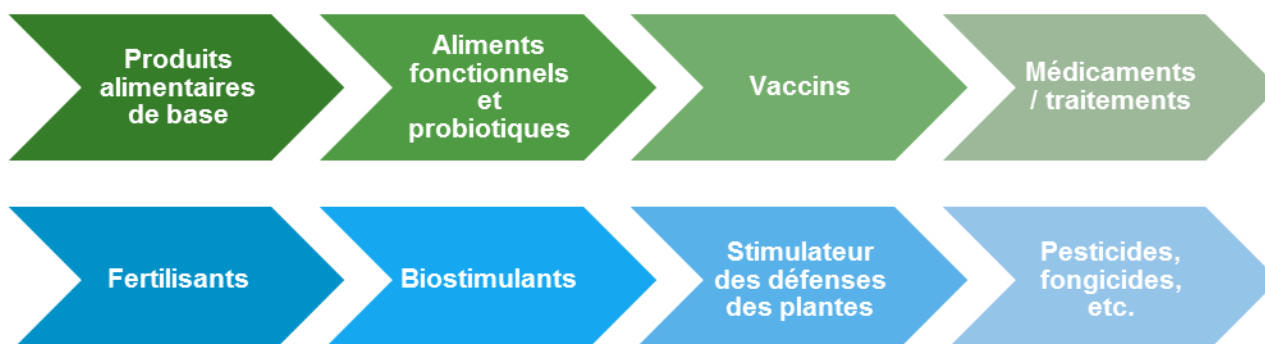 Produits
alimentaires
de base
Aliments
fonctionnels
et
probiotiques
Vaccins
Médicaments
/ traitements
Fertilisants
Biostimulants
Stimulateur
des défenses
des plantes
Pesticides,
fongicides,
etc.